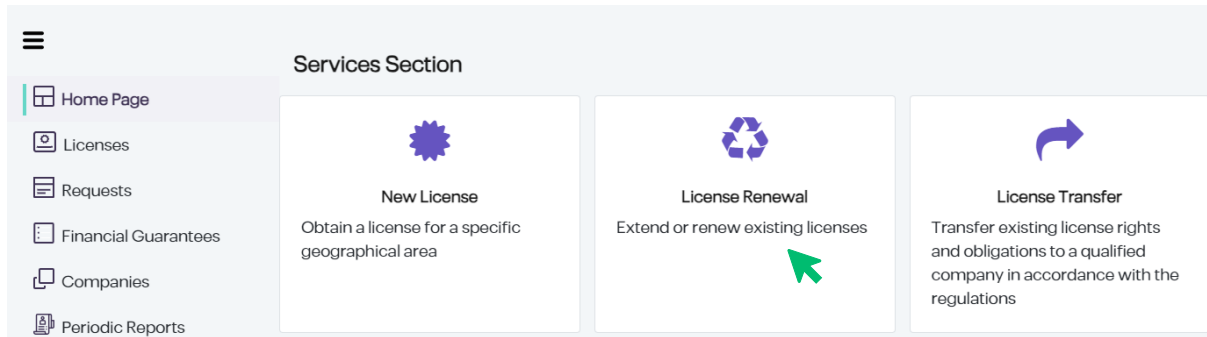 Services Section
Home Page
Licenses
Requests
Financial Guarantees
Companies
Periodic Reports
New License
Obtain a license for a specific
geographical area
License Renewal
Extend or renew existing licenses
License Transfer
Transfer existing license rights
and obligations to a qualified
company in accordance with the
regulations